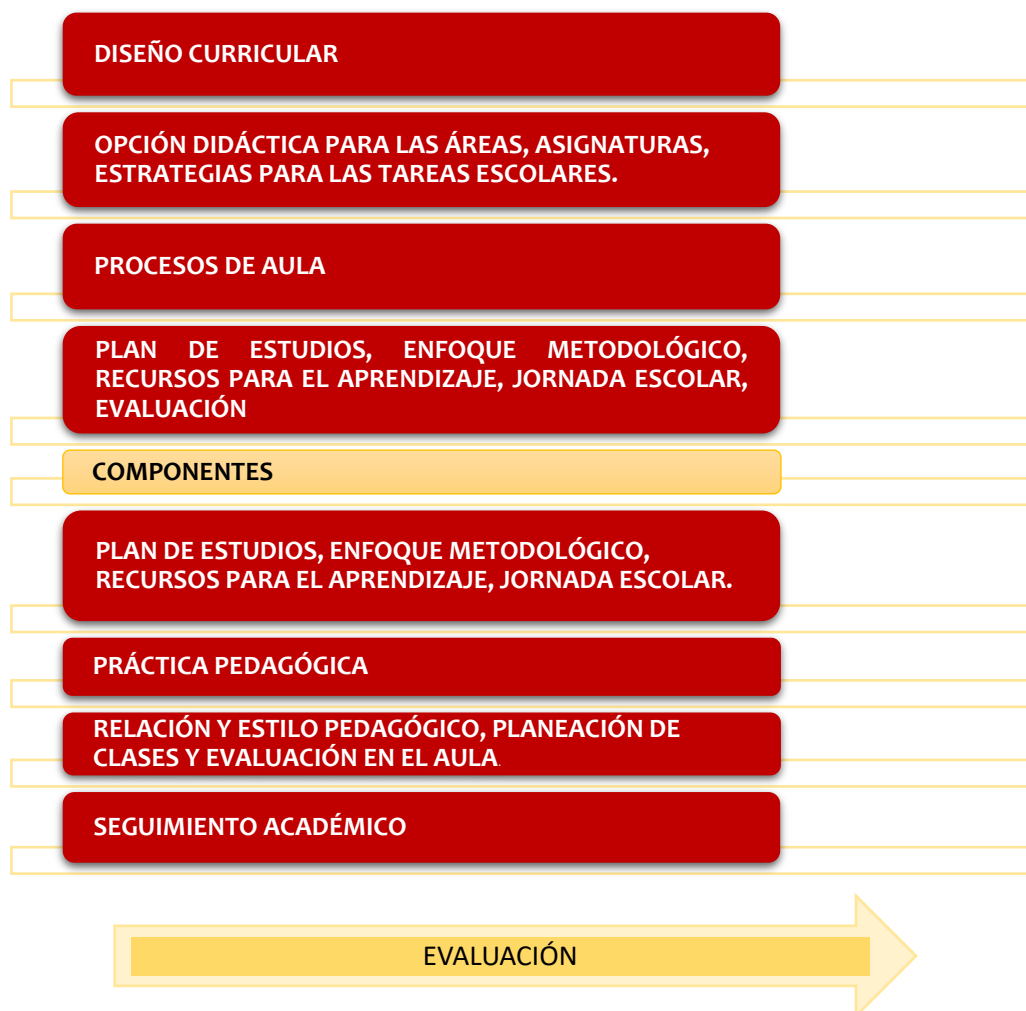 DISEÑO CURRICULAR
OPCIÓN DIDÁCTICA PARA LAS ÁREAS, ASIGNATURAS,
ESTRATEGIAS PARA LAS TAREAS ESCOLARES.
PROCESOS DE AULA
PLAN DE ESTUDIOS, ENFOQUE METODOLÓGICO,
RECURSOS PARA EL APRENDIZAJE, JORNADA ESCOLAR,
EVALUACIÓN
COMPONENTES
PLAN DE ESTUDIOS, ENFOQUE METODOLÓGICO,
RECURSOS PARA EL APRENDIZAJE, JORNADA ESCOLAR.
PRÁCTICA PEDAGÓGICA
RELACIÓN Y ESTILO PEDAGÓGICO, PLANEACIÓN DE
CLASES Y EVALUACIÓN EN EL AULA.
SEGUIMIENTO ACADÉMICO
EVALUACIÓN